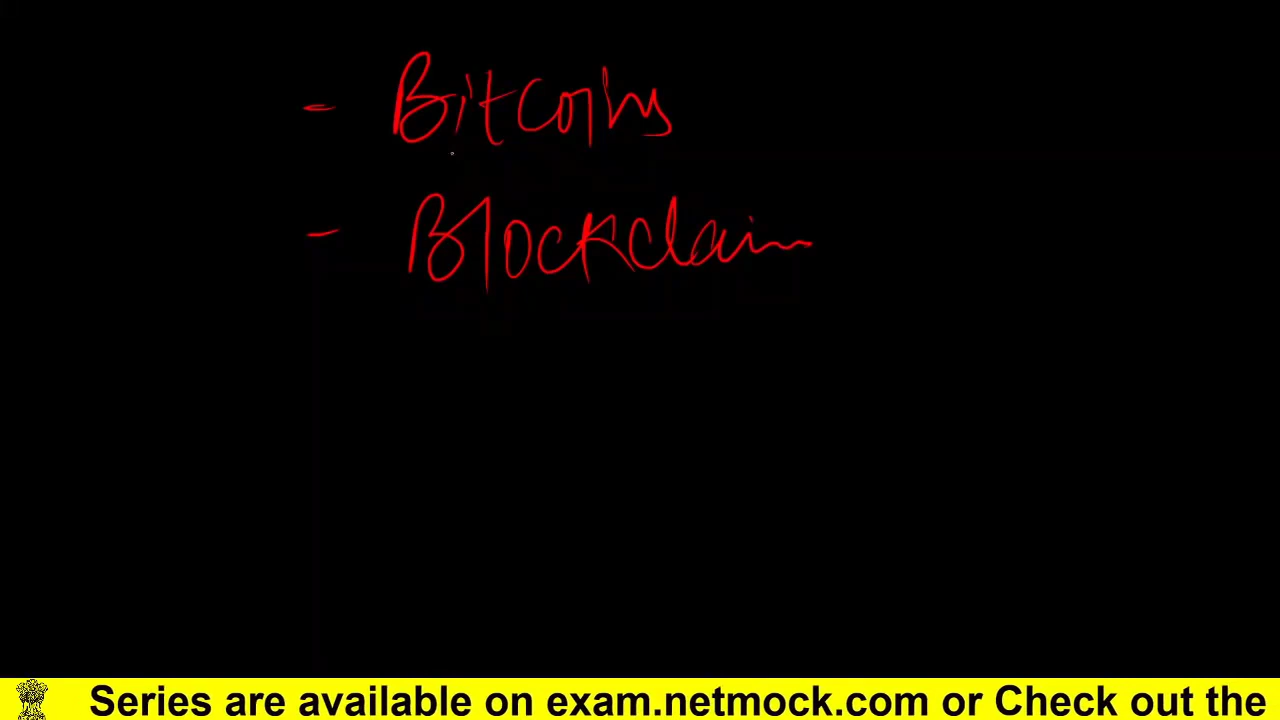 - Bitcoins
- Blockchain
Series are available on exam.netmock.com or Check out the